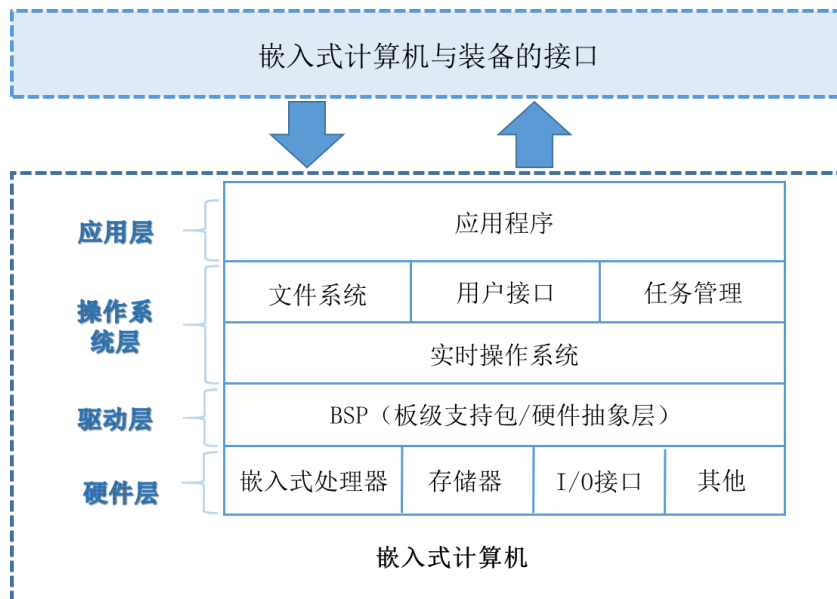 嵌入式计算机与装备的接口
应用层
应用程序
操作系
统层
文件系统 用户接口 任务管理
实时操作系统
驱动层
BSP（板级支持包/硬件抽象层）
硬件层
嵌入式处理器 存储器 I/O接口 其他
嵌入式计算机